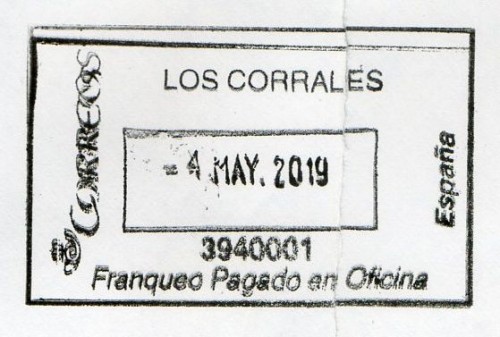 LOS CORRALES
CORREOS
- 4 MAY. 2019
España
3940001
Franqueo Pagado en Oficina